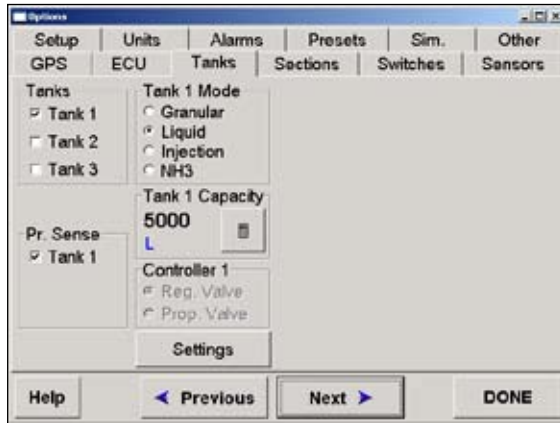 Options
Setup Units Alarms Presets Sim. Other
GPS ECU Tanks Sections Switches Sensors
Tanks
Tank 1
Tank 2
Tank 3
Tank 1 Mode
Granular
Liquid
Injection
NH3
Tank 1 Capacity
5000
L
Pr. Sense
Tank 1
Controller 1
Reg. Valve
Prop. Valve
Settings
Help Previous Next DONE